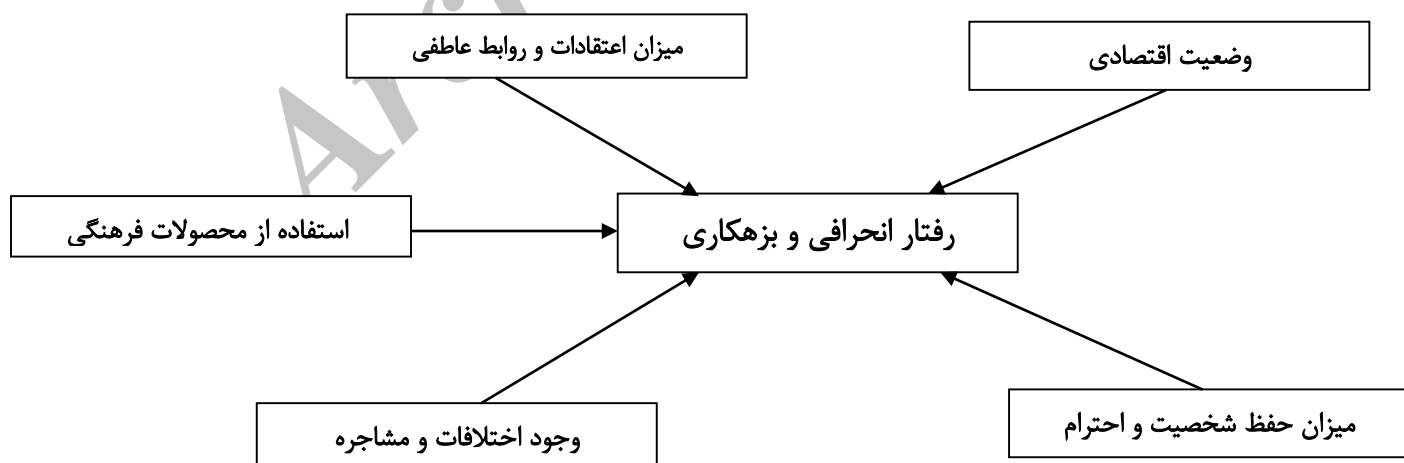 میزان اعتقادات و روابط عاطفی
وضعیت اقتصادی
استفاده از محصولات فرهنگی
رفتار انحرافی و بزهکاری
وجود اختلافات و مشاجره
میزان حفظ شخصیت و احترام